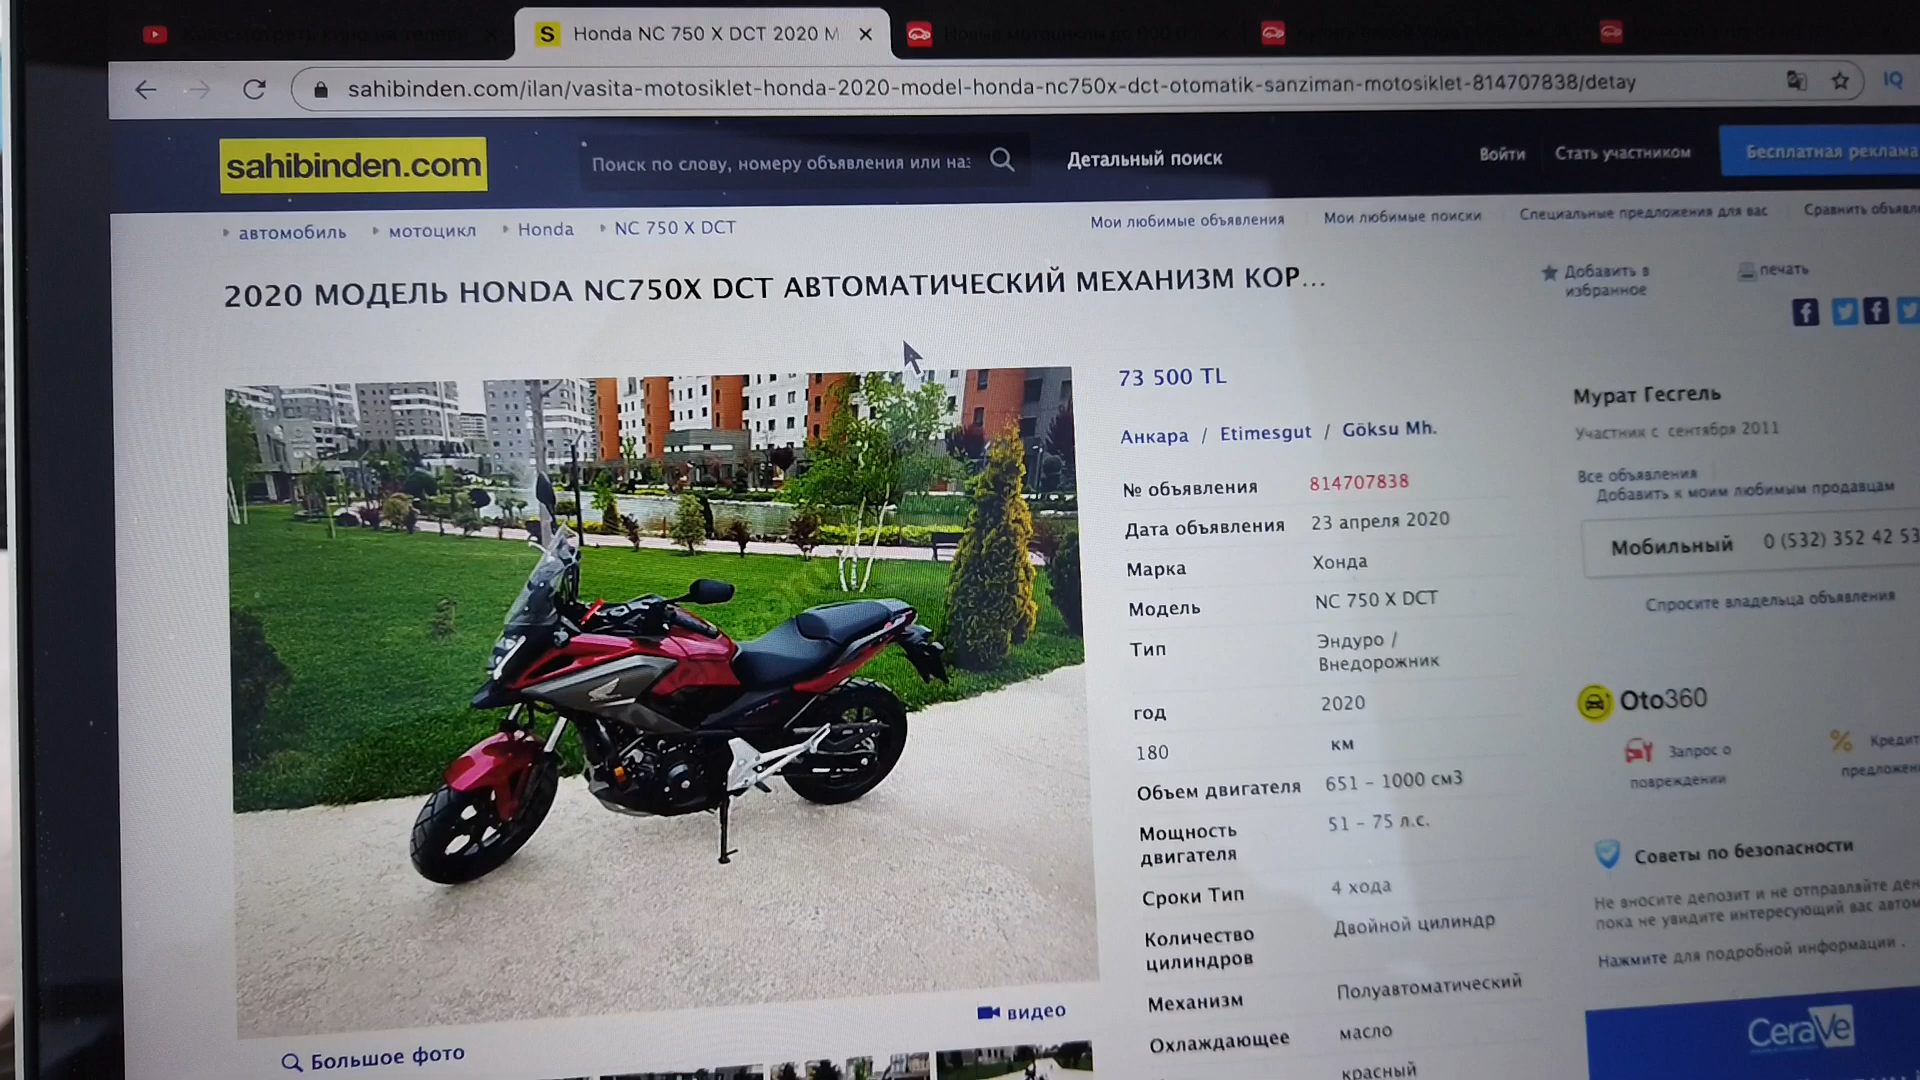 Honda NC 750 X DCT 2020 M
sahibinden.com/ilan/vasita-motosiklet-honda-2020-model-honda-nc750x-dct-otomatik-sanziman-motosiklet-814707838/detay
IQ
sahibinden.com
Поиск по слову, номеру объявления или наз
Детальный поиск
Войти
Стать участником
Бесплатная реклама
автомобиль
мотоцикл
Honda
NC 750 X DCT
Мои любимые объявления
Мои любимые поиски
Специальные предложения для вас
Сравнить объявл
2020 МОДЕЛЬ HONDA NC750X DCT АВТОМАТИЧЕСКИЙ МЕХАНИЗМ КОР...
Добавить в
избранное
печать
73 500 TL
Анкара / Etimesgut / Göksu Mh.
№ объявления 814707838
Дата объявления 23 апреля 2020
Марка Хонда
Модель NC 750 X DCT
Тип Эндуро /
Внедорожник
год 2020
180 км
Объем двигателя 651 - 1000 см3
Мощность 51 - 75 л.с.
двигателя
Сроки Тип 4 хода
Количество Двойной цилиндр
цилиндров
Механизм Полуавтоматический
Охлаждающее масло
красный
Мурат Гесгель
Участник с сентября 2011
Все объявления
Добавить к моим любимым продавцам
Мобильный 0 (532) 352 42 53
Спросите владельца объявления
Oto360
Запрос о
повреждении
% Кредит
предложен
Советы по безопасности
Не вносите депозит и не отправляйте ден
пока не увидите интересующий вас автом
Нажмите для подробной информации .
CeraVe
видео
Большое фото